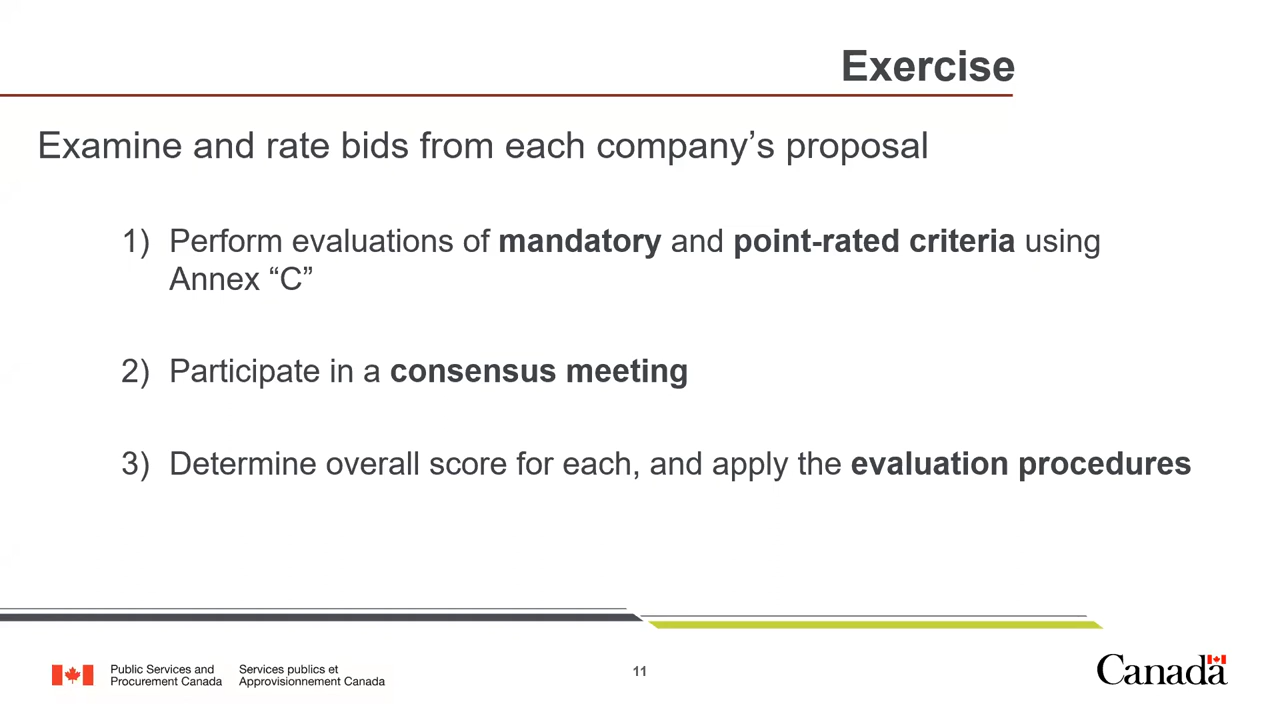 Exercise
Examine and rate bids from each company’s proposal
1) Perform evaluations of mandatory and point-rated criteria using
Annex “C”
2) Participate in a consensus meeting
3) Determine overall score for each, and apply the evaluation procedures
Public Services and
Procurement Canada
Services publics et
Approvisionnement Canada
11
Canada